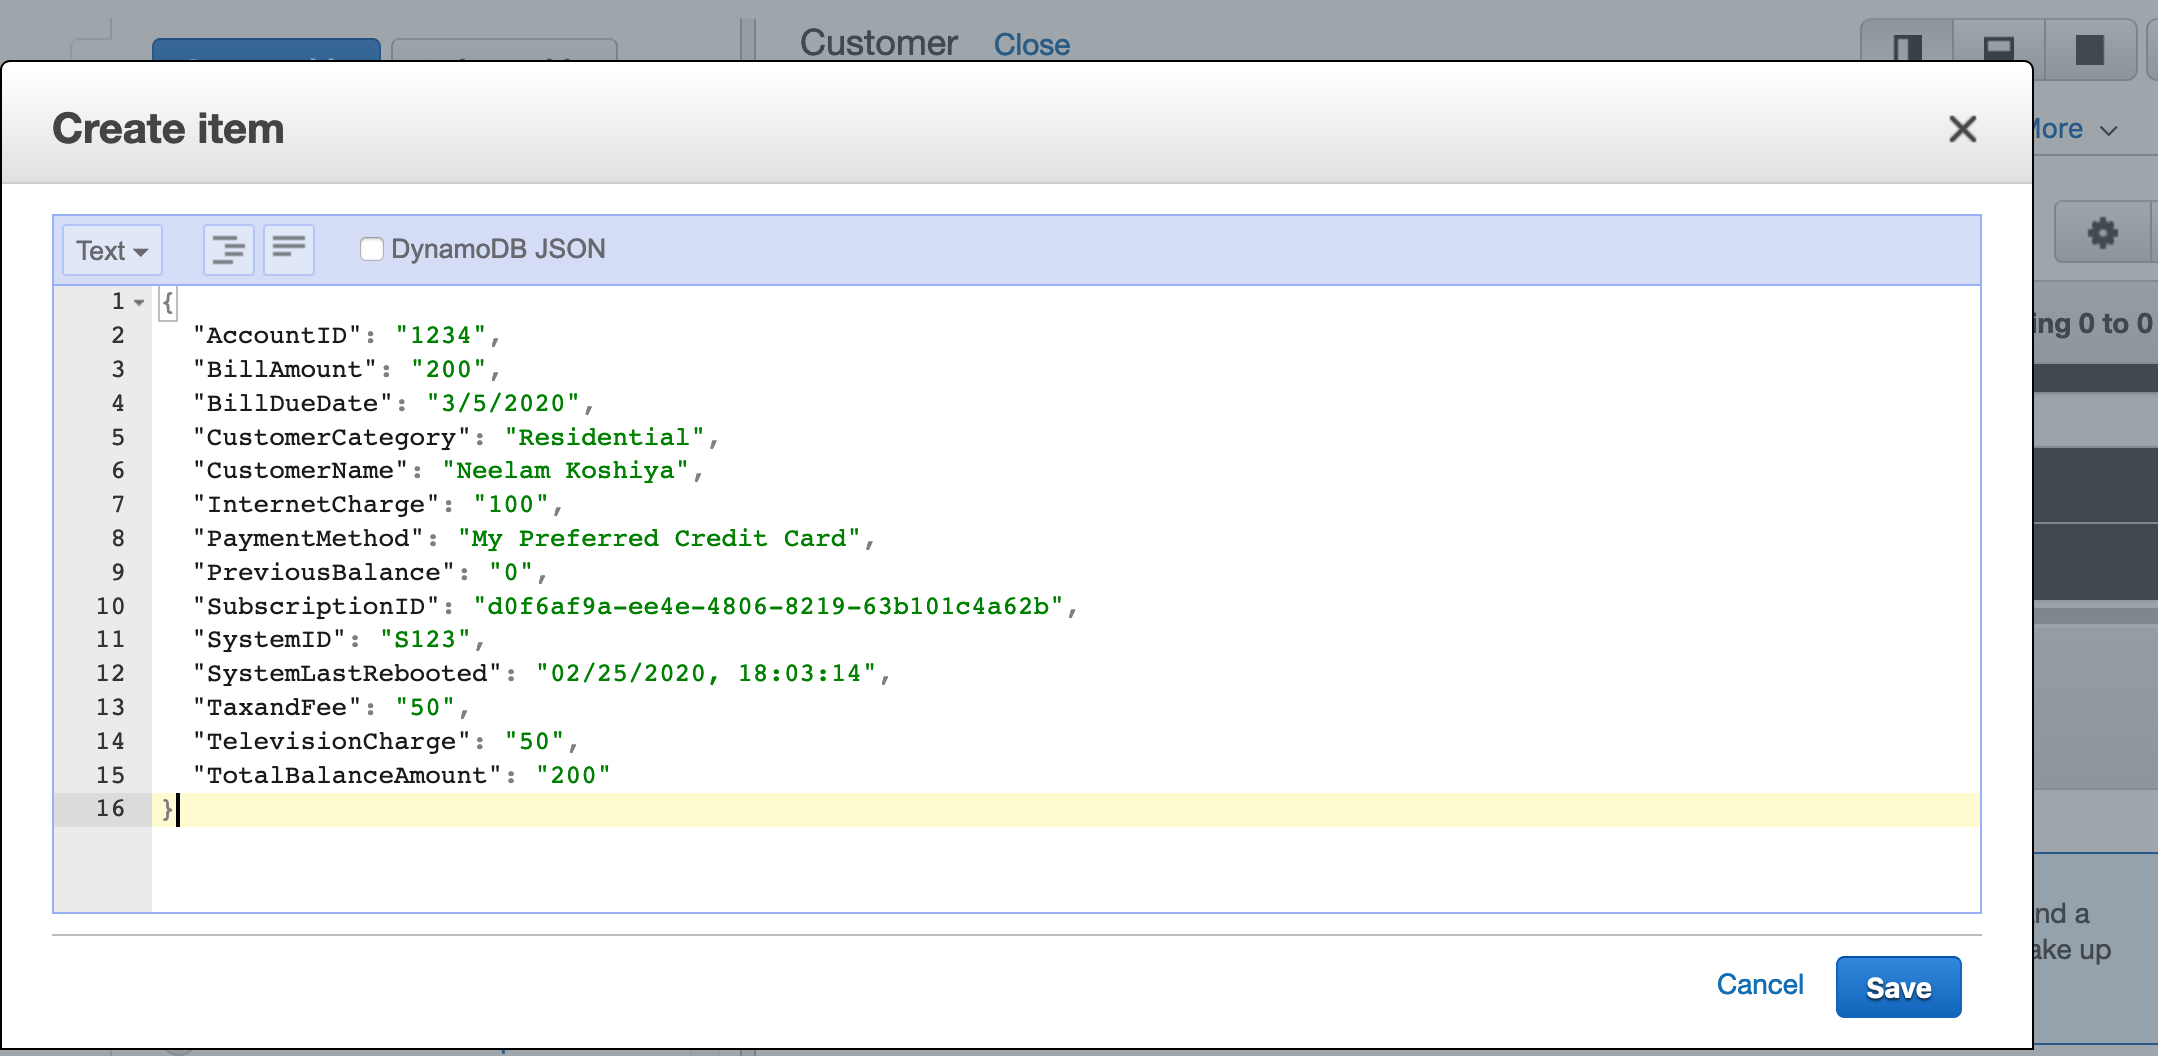 Customer Close
Create item
More
Text
DynamoDB JSON
ing 0 to 0
1 {
2 "AccountID": "1234",
3 "BillAmount": "200",
4 "BillDueDate": "3/5/2020",
5 "CustomerCategory": "Residential",
6 "CustomerName": "Neelam Koshiya",
7 "InternetCharge": "100",
8 "PaymentMethod": "My Preferred Credit Card",
9 "PreviousBalance": "0",
10 "SubscriptionID": "d0f6af9a-ee4e-4806-8219-63b101c4a62b",
11 "SystemID": "S123",
12 "SystemLastRebooted": "02/25/2020, 18:03:14",
13 "TaxandFee": "50",
14 "TelevisionCharge": "50",
15 "TotalBalanceAmount": "200"
16 }
nd a
ake up
Cancel Save